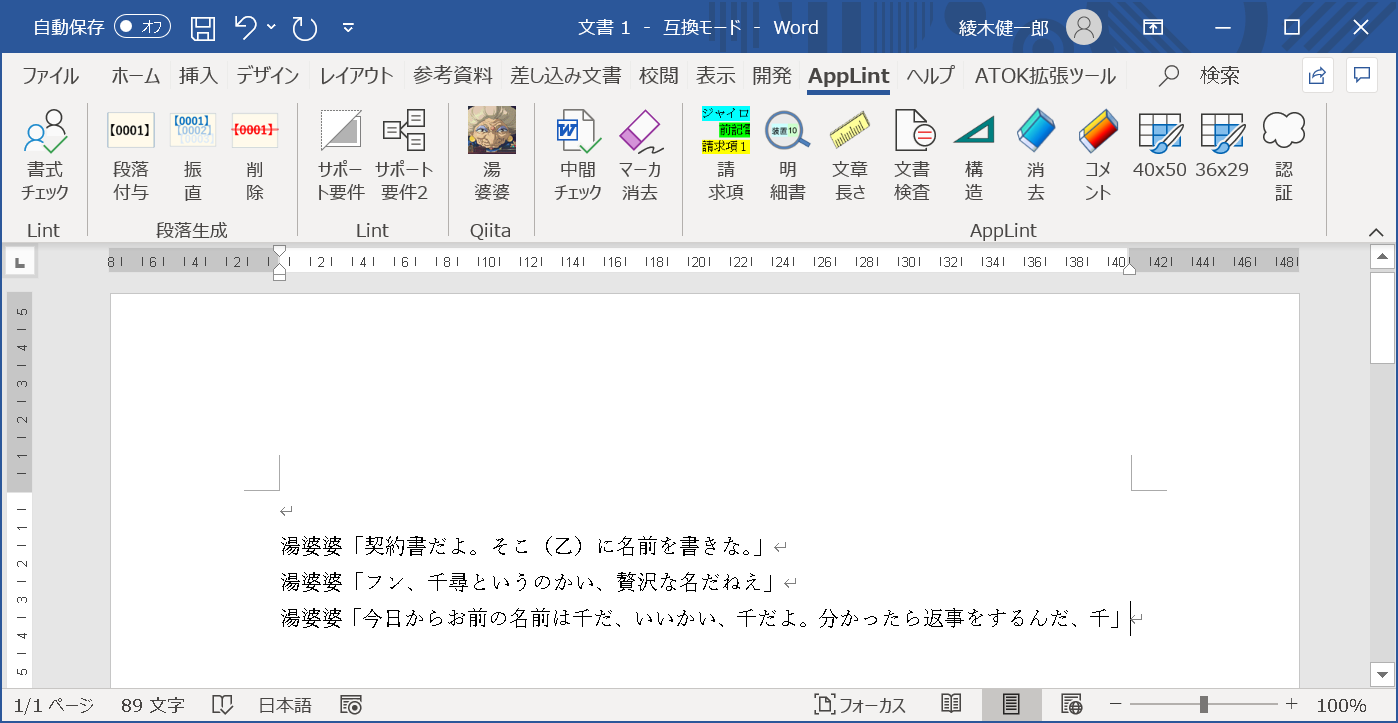 自動保存 オフ 文書 1 - 互換モード - Word 綾木健一郎
ファイル ホーム 挿入 デザイン レイアウト 参考資料 差し込み文書 校閲 表示 開発 AppLint ヘルプ ATOK拡張ツール 検索
【0001】 【0001】 【0002】 【0003】 【0001】 ジャイロ 前記 請求項1 装置10
書式 段落 振 削 サポー サポート 湯 中間 マーカ 請 明 文章 文書 構 消 コメ 40x50 36x29 認
チェック 付与 直 除 ト要件 要件2 婆婆 チェック 消去 求項 細書 長さ 検査 造 去 ント 証
Lint 段落生成 Lint Qiita AppLint
8 6 4 2 2 4 6 8 10 12 14 16 18 20 22 24 26 28 30 32 34 36 38 40 42 44 46 48
5
4
3
2
1
1
2
3
4
5
湯婆婆「契約書だよ。そこ（乙）に名前を書きな。」
湯婆婆「フン、千尋というのかい、贅沢な名だねえ」
湯婆婆「今日からお前の名前は千だ、いいかい、千だよ。分かったら返事をするんだ、千」
1/1 ページ 89 文字 日本語 フォーカス 100%